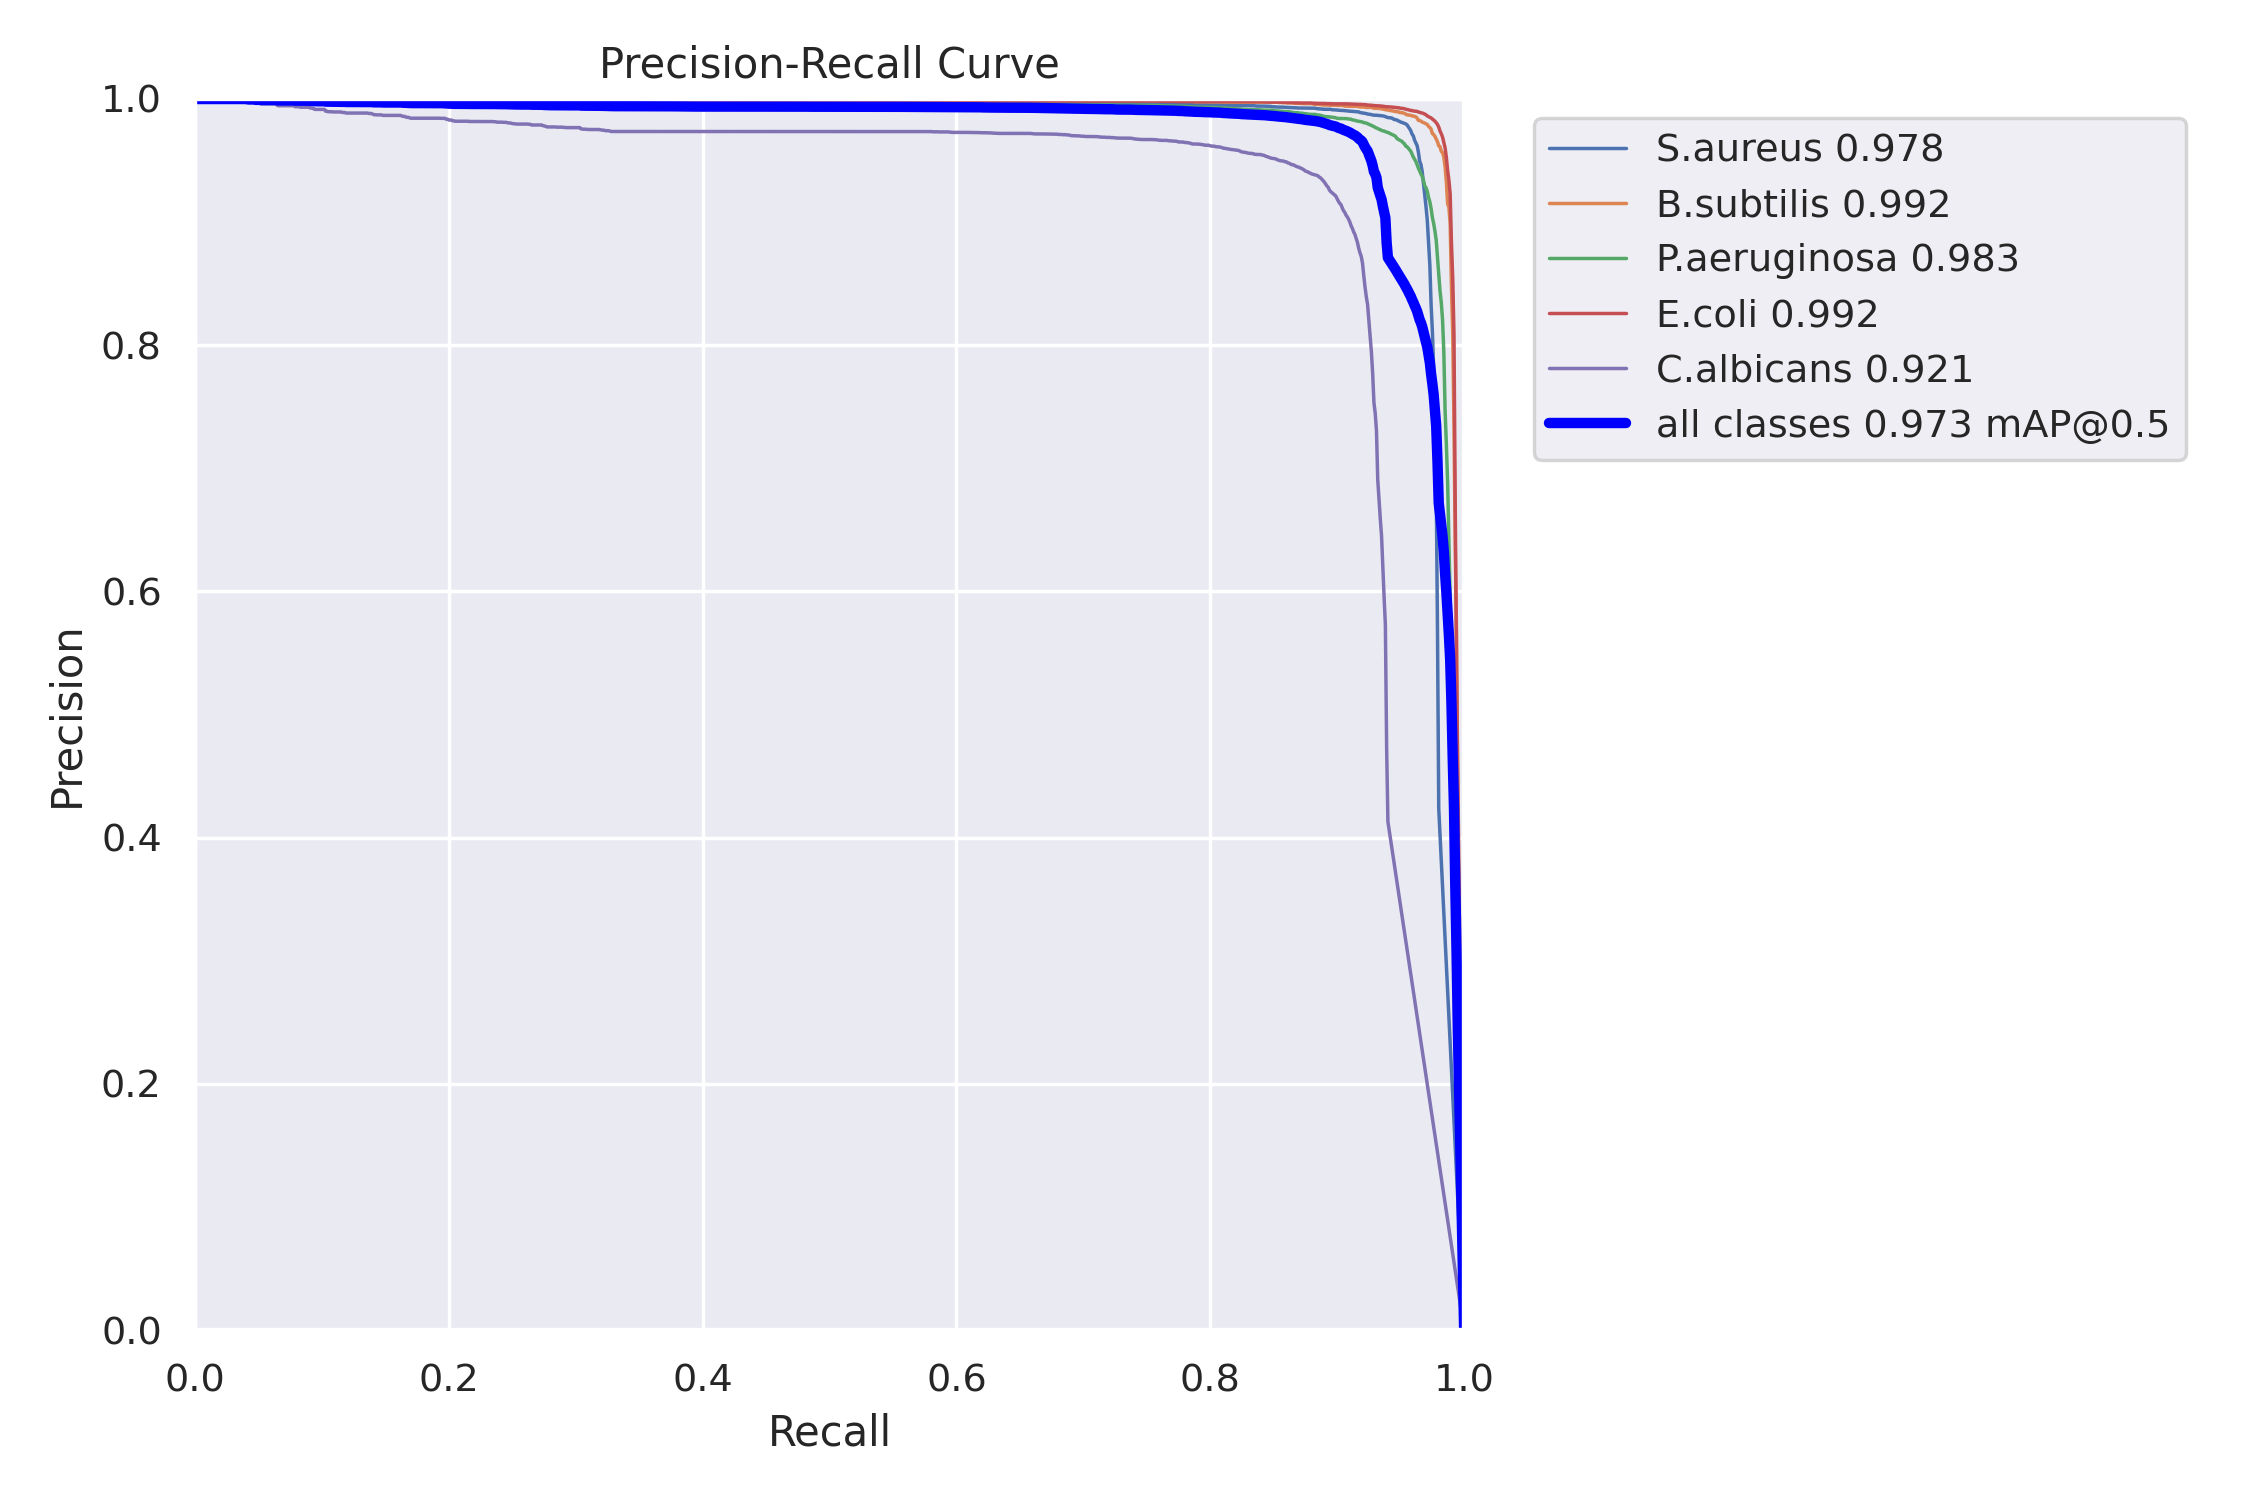 Precision-Recall Curve
1.0
0.8
0.6
0.4
0.2
0.0
Precision
0.0 0.2 0.4 0.6 0.8 1.0
Recall
S.aureus 0.978
B.subtilis 0.992
P.aeruginosa 0.983
E.coli 0.992
C.albicans 0.921
all classes 0.973 mAP@0.5